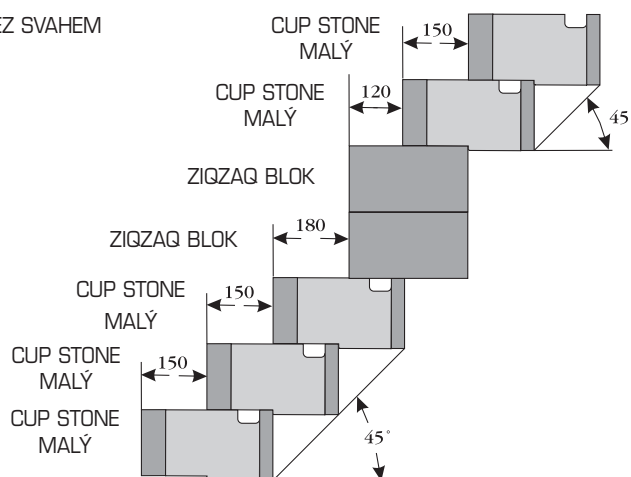 EZ SVAHEM
CUP STONE
MALÝ
150
CUP STONE
MALÝ
120
45
ZIQZAQ BLOK
ZIQZAQ BLOK
180
CUP STONE
MALÝ
150
CUP STONE
MALÝ
150
CUP STONE
MALÝ
45°